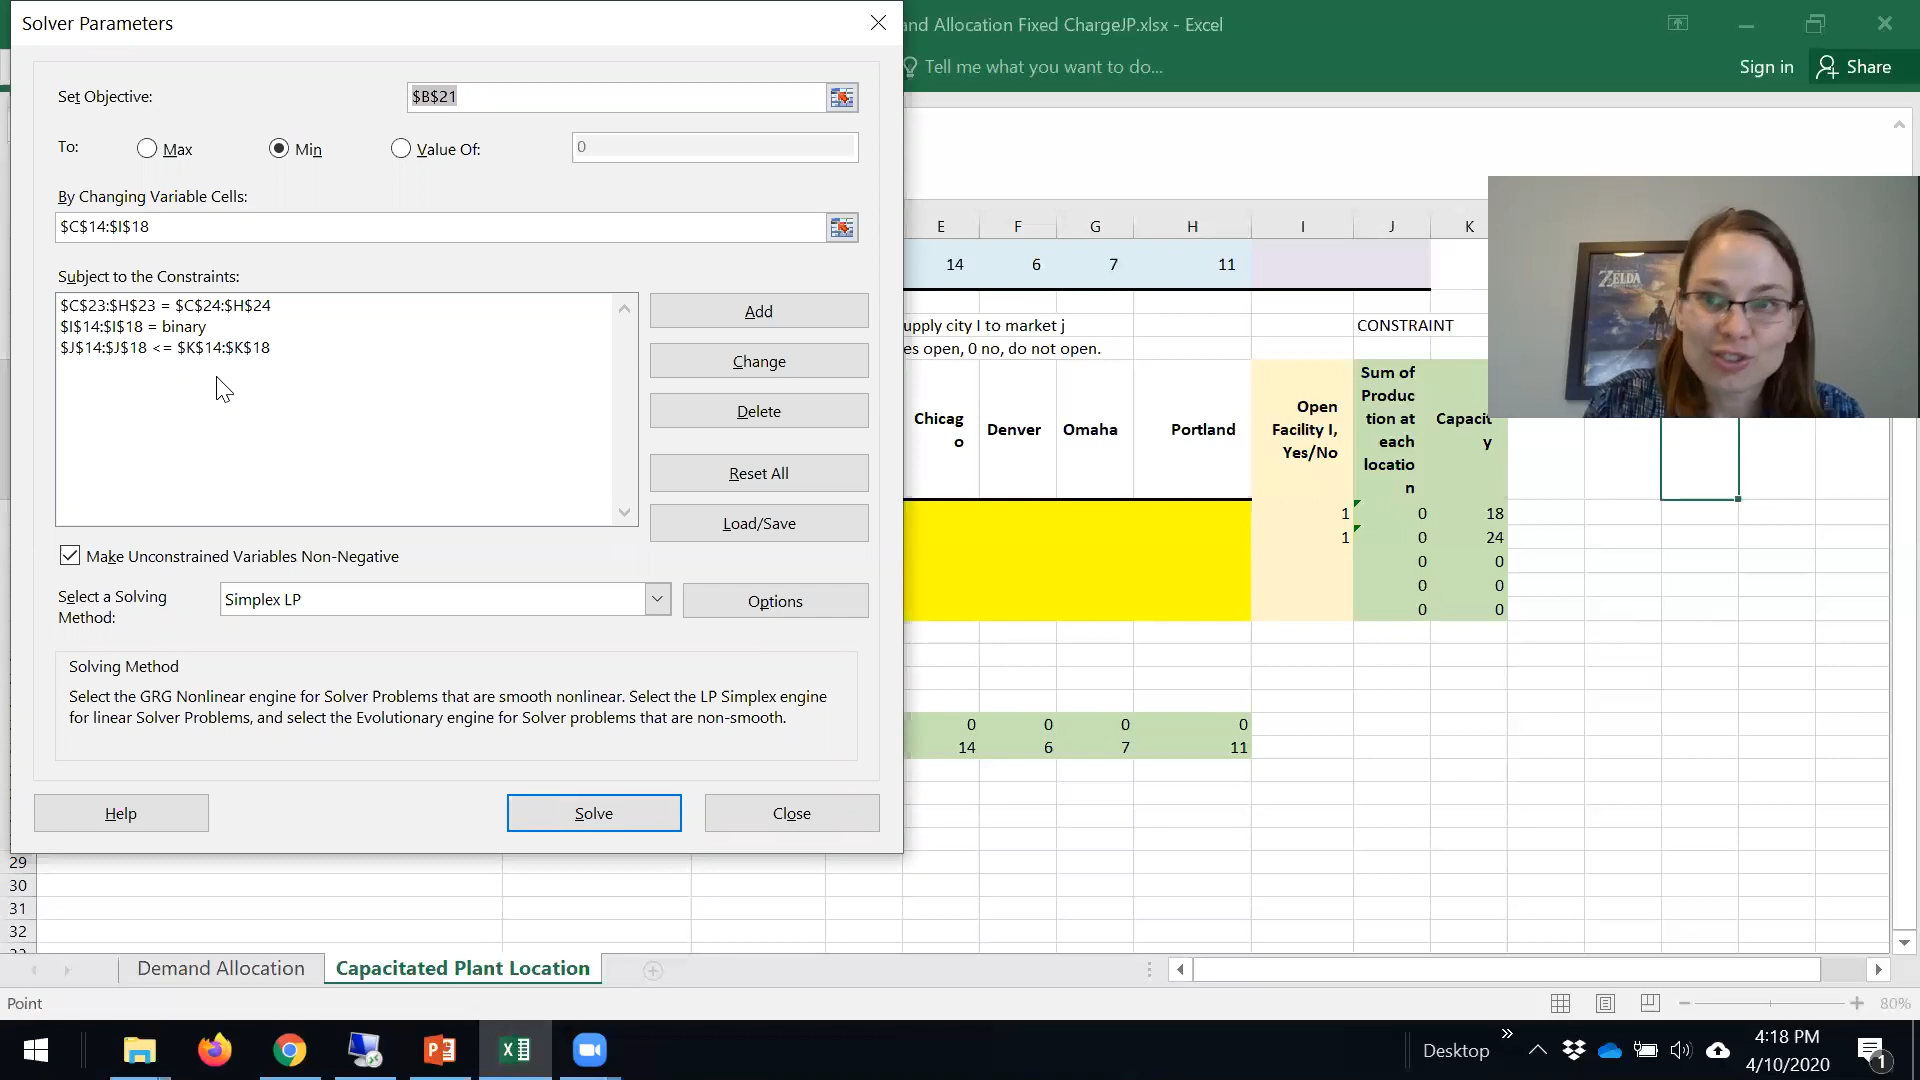 Solver Parameters
and Allocation Fixed ChargeJP.xlsx - Excel
Tell me what you want to do...
Sign in
Share
Set Objective:
$B$21
To:
Max
Min
Value Of:
0
By Changing Variable Cells:
$C$14:$I$18
Subject to the Constraints:
$C$23:$H$23 = $C$24:$H$24
$I$14:$I$18 = binary
$J$14:$J$18 <= $K$14:$K$18
Add
Change
Delete
Reset All
Load/Save
Make Unconstrained Variables Non-Negative
Select a Solving
Method:
Simplex LP
Options
Solving Method
Select the GRG Nonlinear engine for Solver Problems that are smooth nonlinear. Select the LP Simplex engine
for linear Solver Problems, and select the Evolutionary engine for Solver problems that are non-smooth.
Help
Solve
Close
E F G H I J K
14 6 7 11
upply city I to market j
CONSTRAINT
es open, 0 no, do not open.
Chicag
o
Denver
Omaha
Portland
Open
Facility I,
Yes/No
Sum of
Produc
tion at
each
locatio
n
Capacit
y
1 0 18
1 0 24
0 0
0 0
0 0
0 0 0 0
14 6 7 11
ZELDA
29
30
31
32
Demand Allocation
Capacitated Plant Location
Point
80%
Desktop
4:18 PM
4/10/2020
1